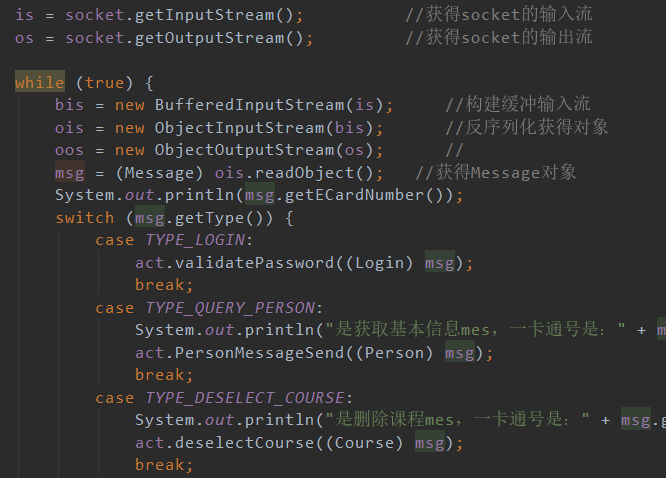 is = socket.getInputStream(); //获得socket的输入流
os = socket.getOutputStream(); //获得socket的输出流
while (true) {
bis = new BufferedInputStream(is); //构建缓冲输入流
ois = new ObjectInputStream(bis); //反序列化获得对象
oos = new ObjectOutputStream(os); //
msg = (Message) ois.readObject(); //获得Message对象
System.out.println(msg.getECardNumber());
switch (msg.getType()) {
case TYPE_LOGIN:
act.validatePassword((Login) msg);
break;
case TYPE_QUERY_PERSON:
System.out.println("是获取基本信息mes，一卡通号是：" + m
act.PersonMessageSend((Person) msg);
break;
case TYPE_DESELECT_COURSE:
System.out.println("是删除课程mes，一卡通号是：" + msg.g
act.deselectCourse((Course) msg);
break;